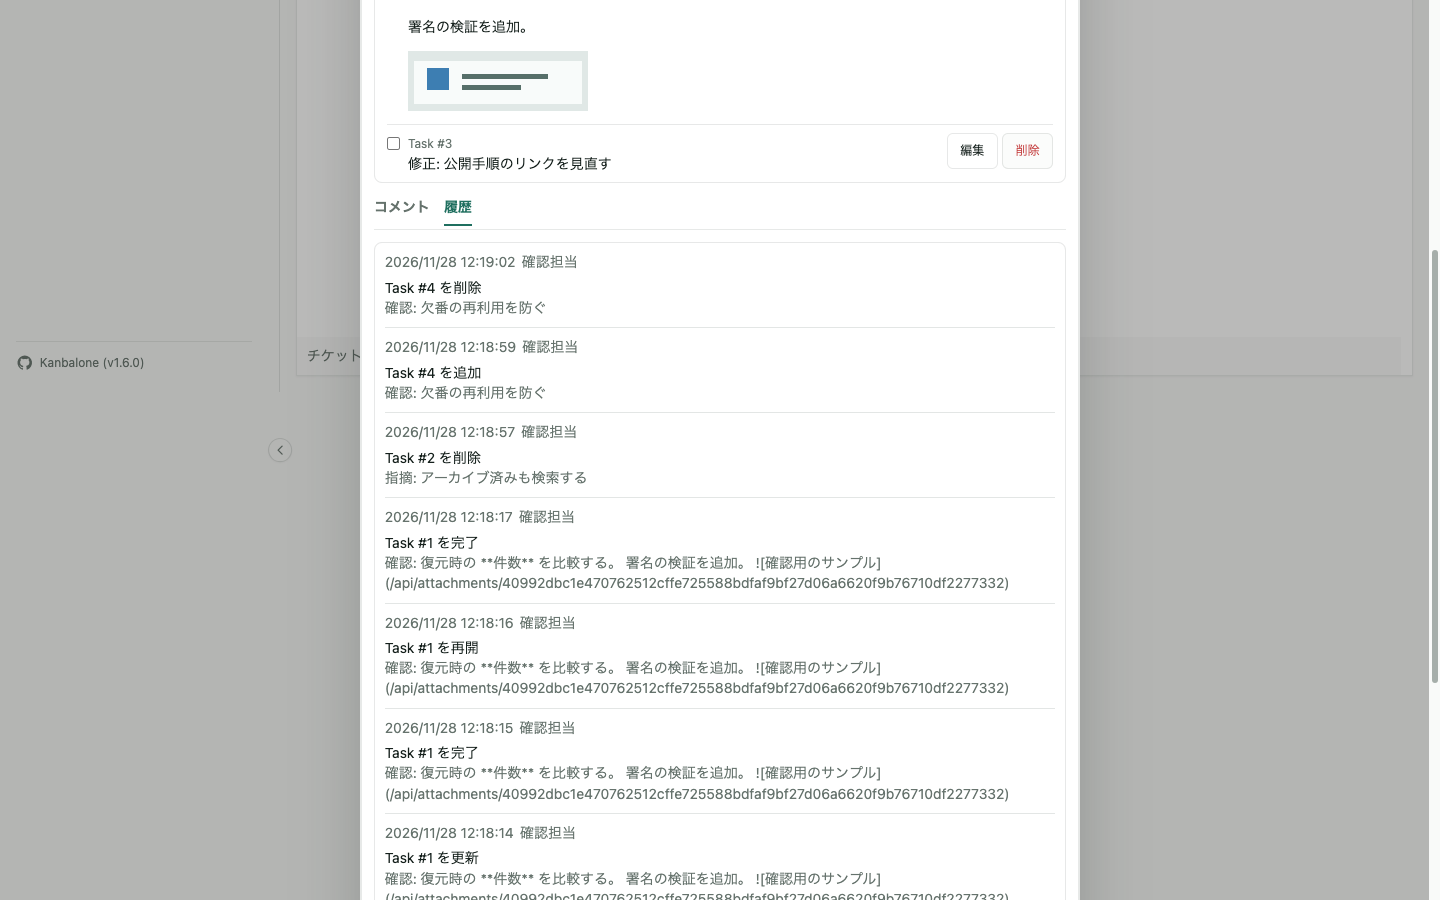 署名の検証を追加。
Task #3
修正: 公開手順のリンクを見直す
編集
削除
コメント
履歴
2026/11/28 12:19:02 確認担当
Task #4 を削除
確認: 欠番の再利用を防ぐ
2026/11/28 12:18:59 確認担当
Task #4 を追加
確認: 欠番の再利用を防ぐ
2026/11/28 12:18:57 確認担当
Task #2 を削除
指摘: アーカイブ済みも検索する
2026/11/28 12:18:17 確認担当
Task #1 を完了
確認: 復元時の **件数** を比較する。 署名の検証を追加。 ![確認用のサンプル]
(/api/attachments/40992dbc1e470762512cffe725588bdfaf9bf27d06a6620f9b76710df2277332)
2026/11/28 12:18:16 確認担当
Task #1 を再開
確認: 復元時の **件数** を比較する。 署名の検証を追加。 ![確認用のサンプル]
(/api/attachments/40992dbc1e470762512cffe725588bdfaf9bf27d06a6620f9b76710df2277332)
2026/11/28 12:18:15 確認担当
Task #1 を完了
確認: 復元時の **件数** を比較する。 署名の検証を追加。 ![確認用のサンプル]
(/api/attachments/40992dbc1e470762512cffe725588bdfaf9bf27d06a6620f9b76710df2277332)
2026/11/28 12:18:14 確認担当
Task #1 を更新
確認: 復元時の **件数** を比較する。 署名の検証を追加。 ![確認用のサンプル]
(/api/attachments/40992dbc1e470762512cffe725588bdfaf9bf27d06a6620f9b76710df2277332)
Kanbalone (v1.6.0)
チケット